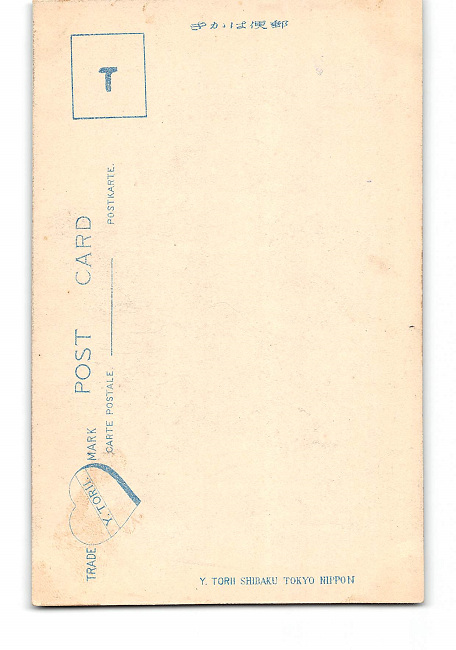 きかは便郵
T
POST CARD
CARTE POSTALE. POSTKARTE.
TRADE MARK
Y. TORII.
Y. TORII SHIBAKU TOKYO NIPPON